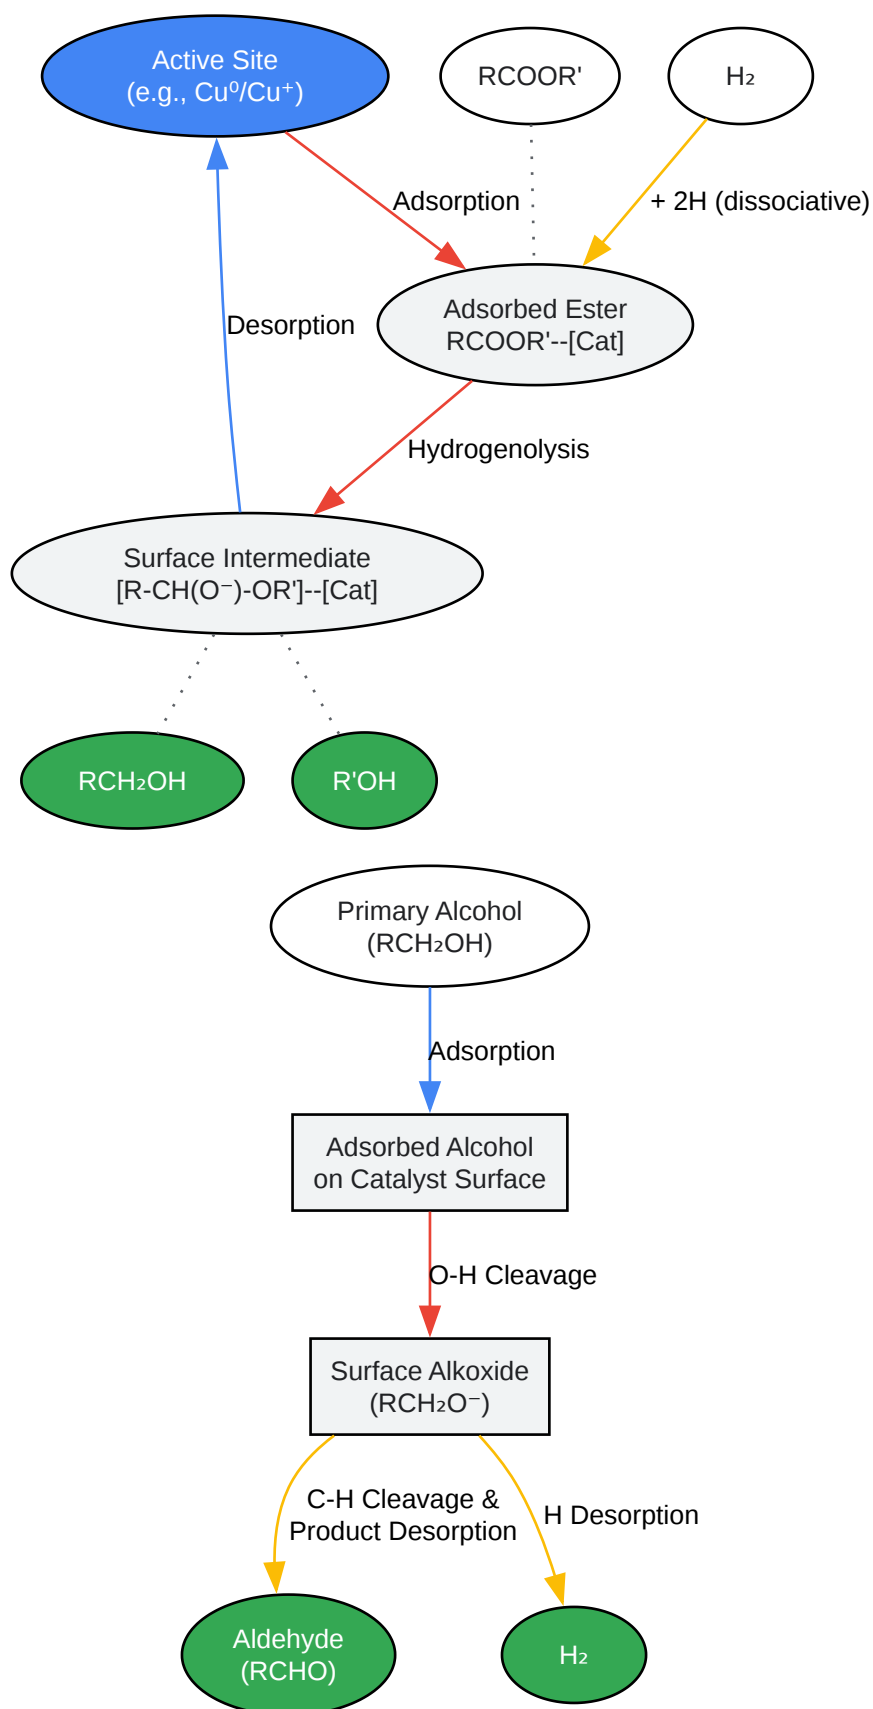 Active Site
(e.g., Cu⁰/Cu⁺)
RCOOR'
H₂
Adsorption
+ 2H (dissociative)
Desorption
Adsorbed Ester
RCOOR'--[Cat]
Hydrogenolysis
Surface Intermediate
[R-CH(O⁻)-OR']--[Cat]
RCH₂OH
R'OH
Primary Alcohol
(RCH₂OH)
Adsorption
Adsorbed Alcohol
on Catalyst Surface
O-H Cleavage
Surface Alkoxide
(RCH₂O⁻)
C-H Cleavage &
Product Desorption
H Desorption
Aldehyde
(RCHO)
H₂